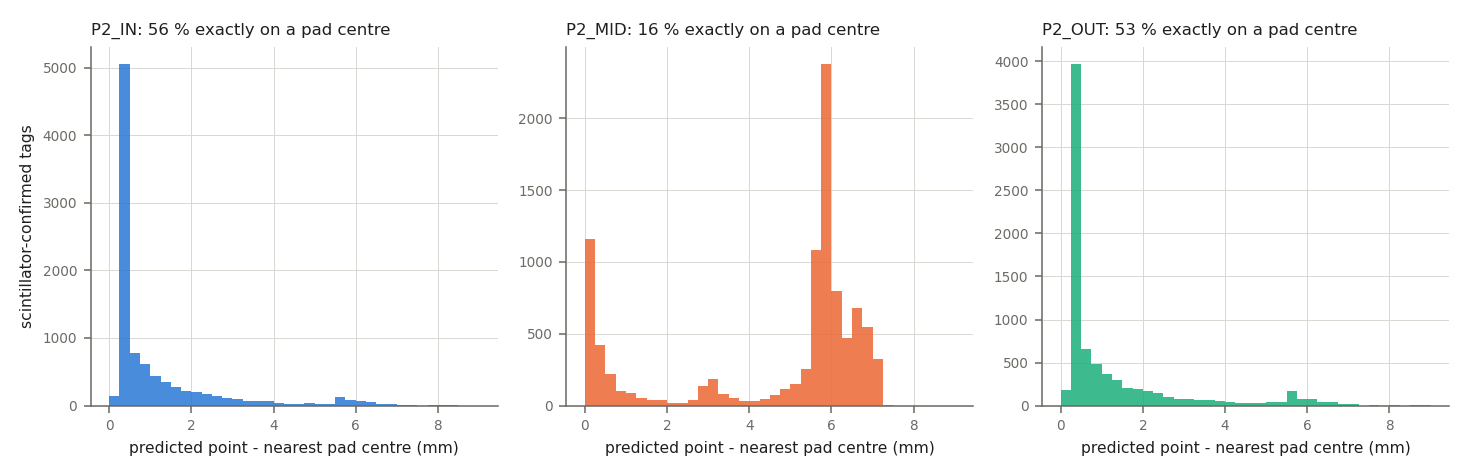 P2_IN: 56 % exactly on a pad centre
5000
4000
3000
2000
1000
0
scintillator-confirmed tags
0 2 4 6 8
predicted point - nearest pad centre (mm)
P2_MID: 16 % exactly on a pad centre
2000
1500
1000
500
0
0 2 4 6 8
predicted point - nearest pad centre (mm)
P2_OUT: 53 % exactly on a pad centre
4000
3500
3000
2500
2000
1500
1000
500
0
0 2 4 6 8
predicted point - nearest pad centre (mm)